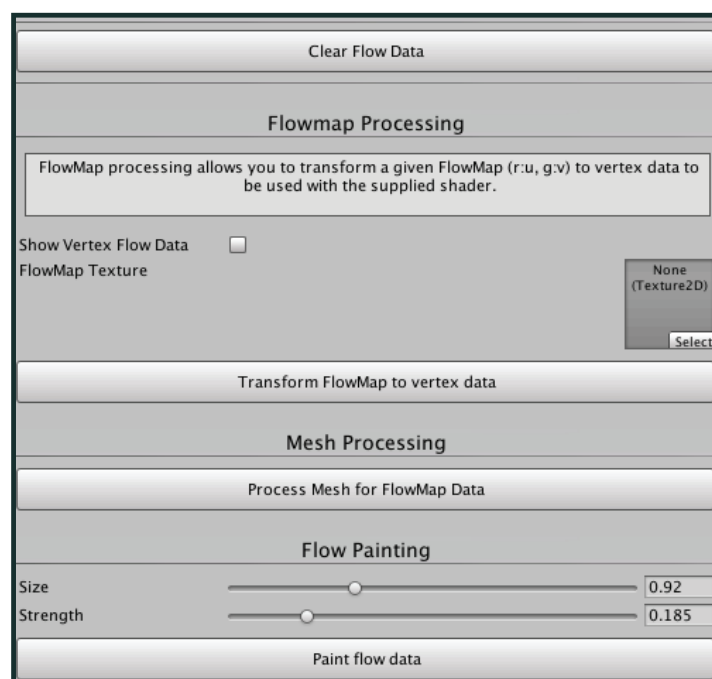 Clear Flow Data
Flowmap Processing
FlowMap processing allows you to transform a given FlowMap (r:u, g:v) to vertex data to
be used with the supplied shader.
Show Vertex Flow Data
FlowMap Texture
None
(Texture2D)
Select
Transform FlowMap to vertex data
Mesh Processing
Process Mesh for FlowMap Data
Flow Painting
Size 0.92
Strength 0.185
Paint flow data